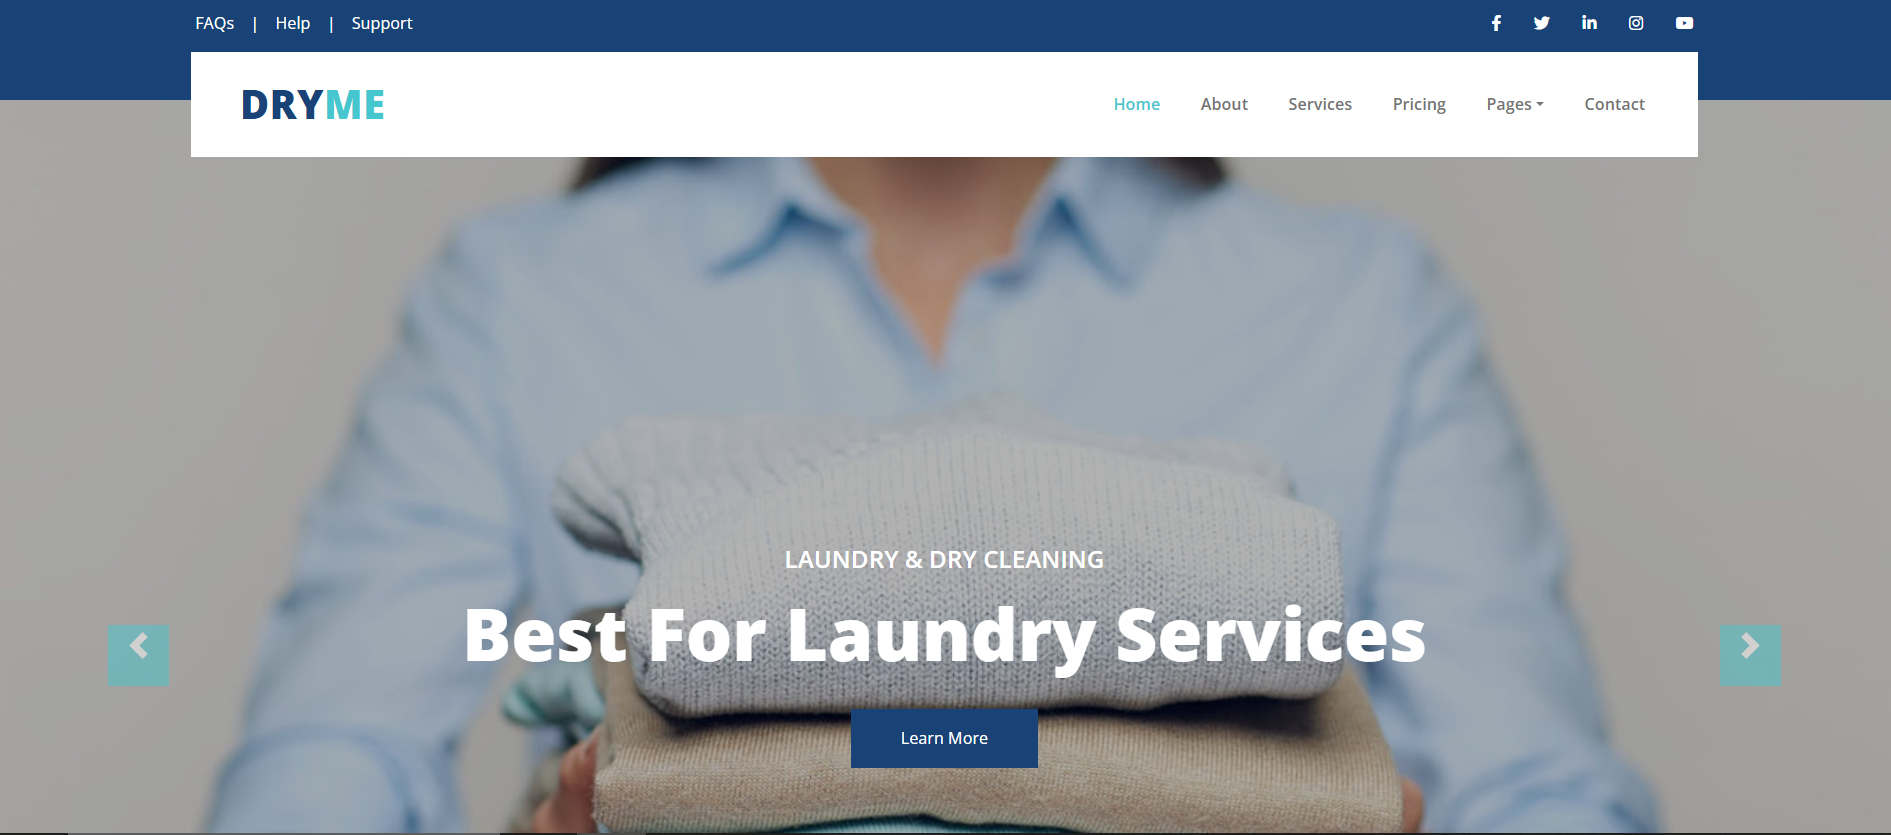 FAQs | Help | Support
DRYME
Home About Services Pricing Pages Contact
LAUNDRY & DRY CLEANING
Best For Laundry Services
Learn More